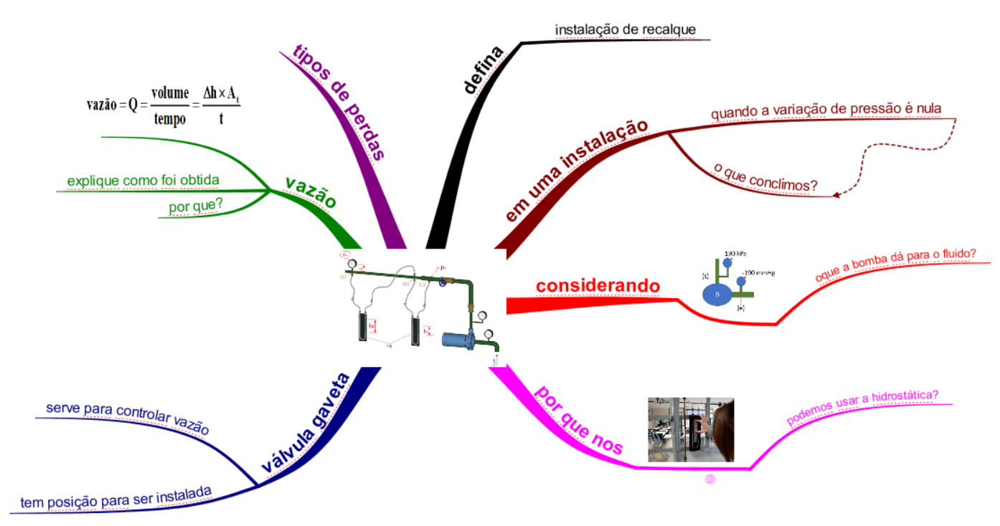 instalação de recalque
defina
tipos de perdas
vazão = Q = volume / tempo = Δh × A_t / t
quando a variação de pressão é nula
em uma instalação
o que conclímos?
explique como foi obtida
vazão
por que?
190 kPa
oque a bomba dá para o fluido?
-190 mmHg
(s)
considerando
B
(e)
válvula gaveta
por que nos
podemos usar a hidrostática?
serve para controlar vazão
tem posição para ser instalada